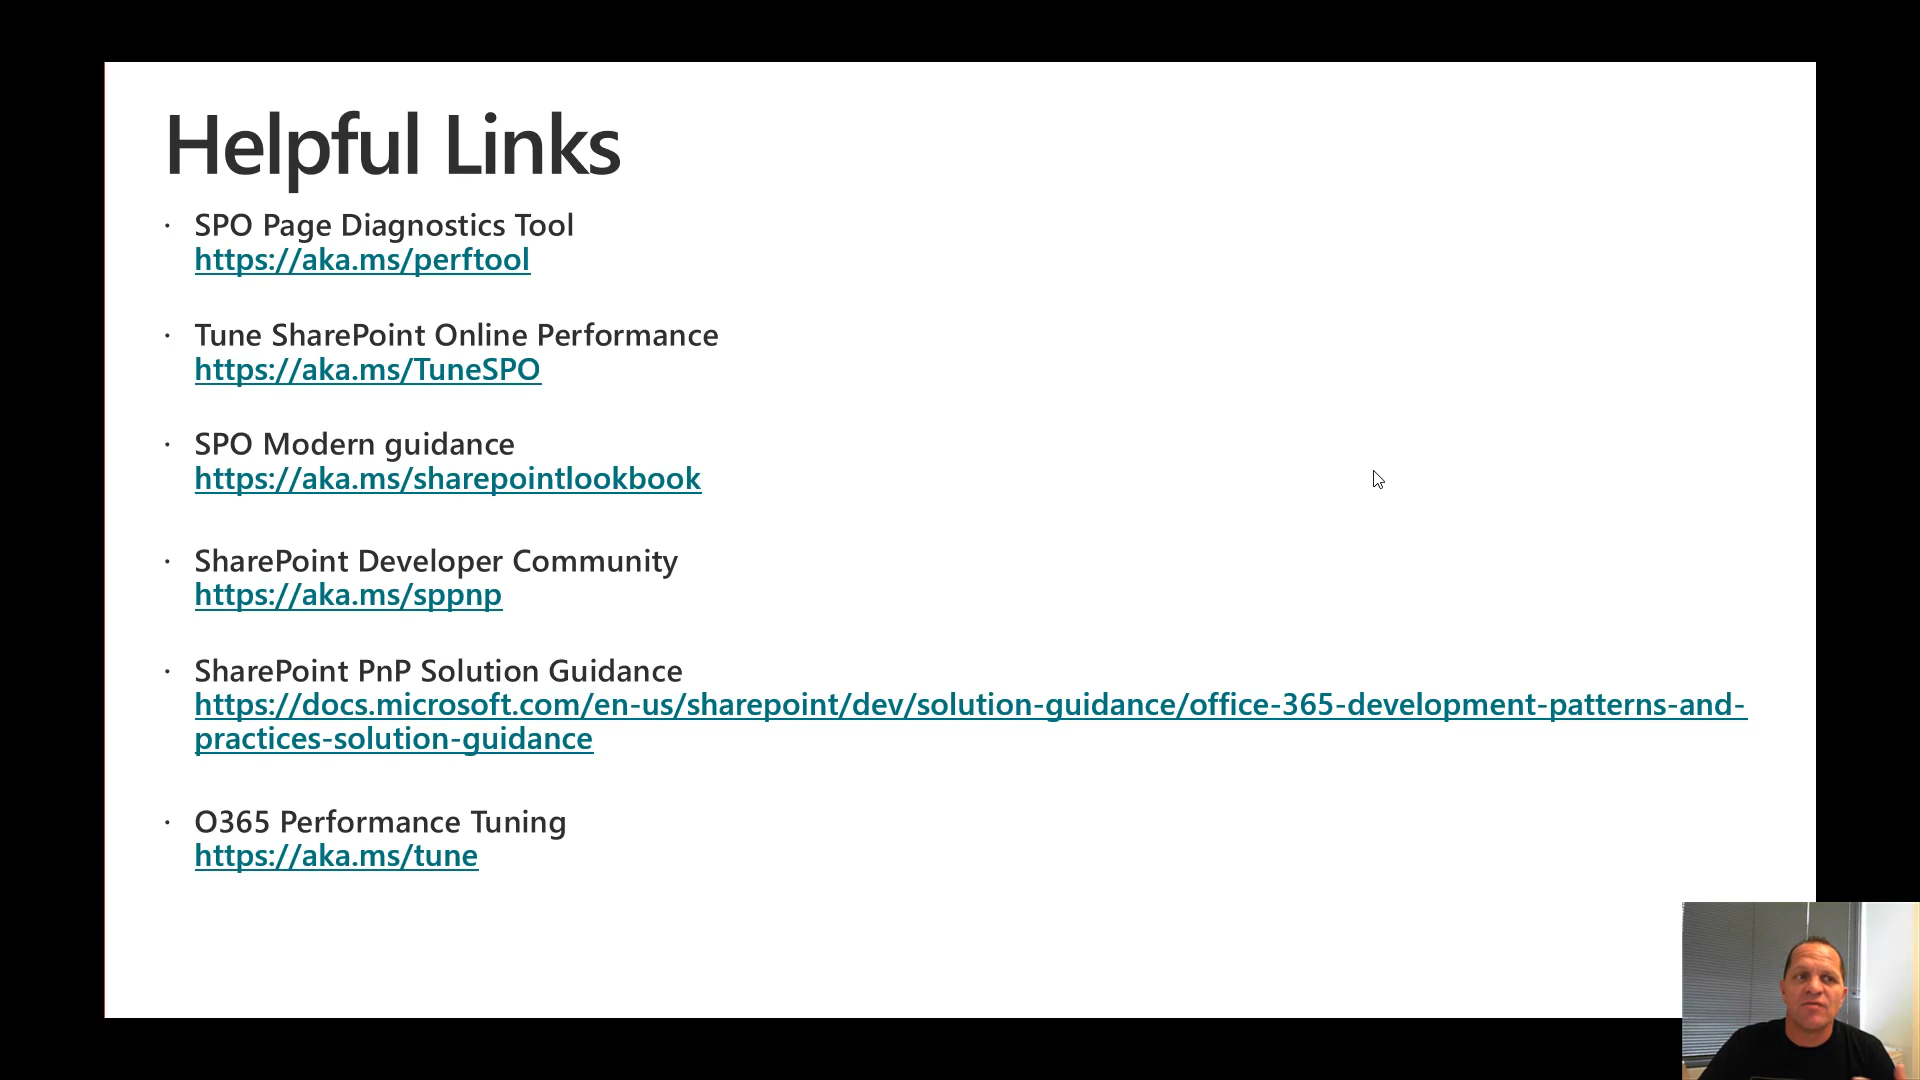 Helpful Links
· SPO Page Diagnostics Tool
https://aka.ms/perftool
· Tune SharePoint Online Performance
https://aka.ms/TuneSPO
· SPO Modern guidance
https://aka.ms/sharepointlookbook
· SharePoint Developer Community
https://aka.ms/sppnp
· SharePoint PnP Solution Guidance
https://docs.microsoft.com/en-us/sharepoint/dev/solution-guidance/office-365-development-patterns-and-
practices-solution-guidance
· O365 Performance Tuning
https://aka.ms/tune